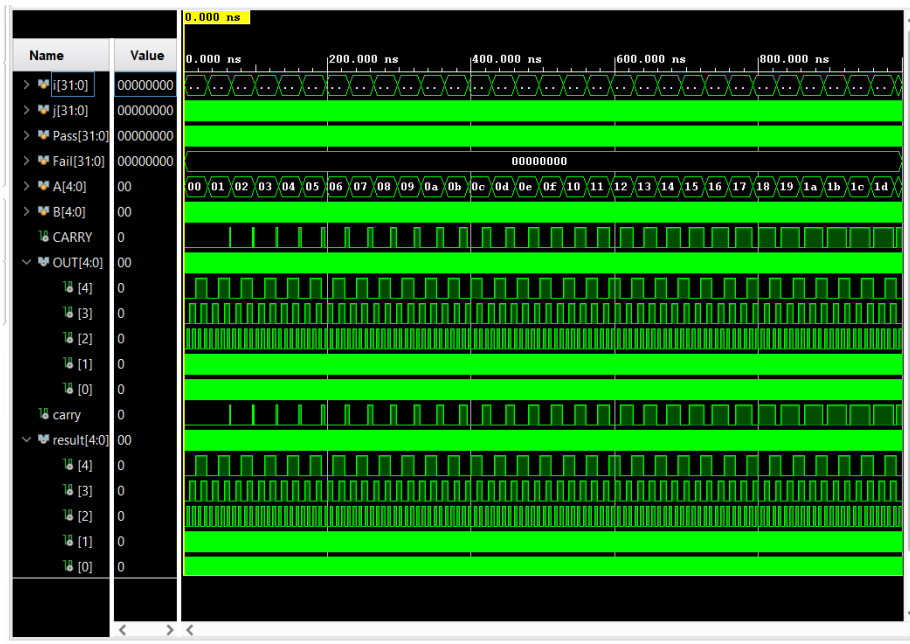 0.000 ns
Name Value 0.000 ns 200.000 ns 400.000 ns 600.000 ns 800.000 ns
i[31:0] 00000000
j[31:0] 00000000
Pass[31:0] 00000000
Fail[31:0] 00000000 00000000
A[4:0] 00 00 01 02 03 04 05 06 07 08 09 0a 0b 0c 0d 0e 0f 10 11 12 13 14 15 16 17 18 19 1a 1b 1c 1d
B[4:0] 00
CARRY 0
OUT[4:0] 00
[4] 0
[3] 0
[2] 0
[1] 0
[0] 0
carry 0
result[4:0] 00
[4] 0
[3] 0
[2] 0
[1] 0
[0] 0